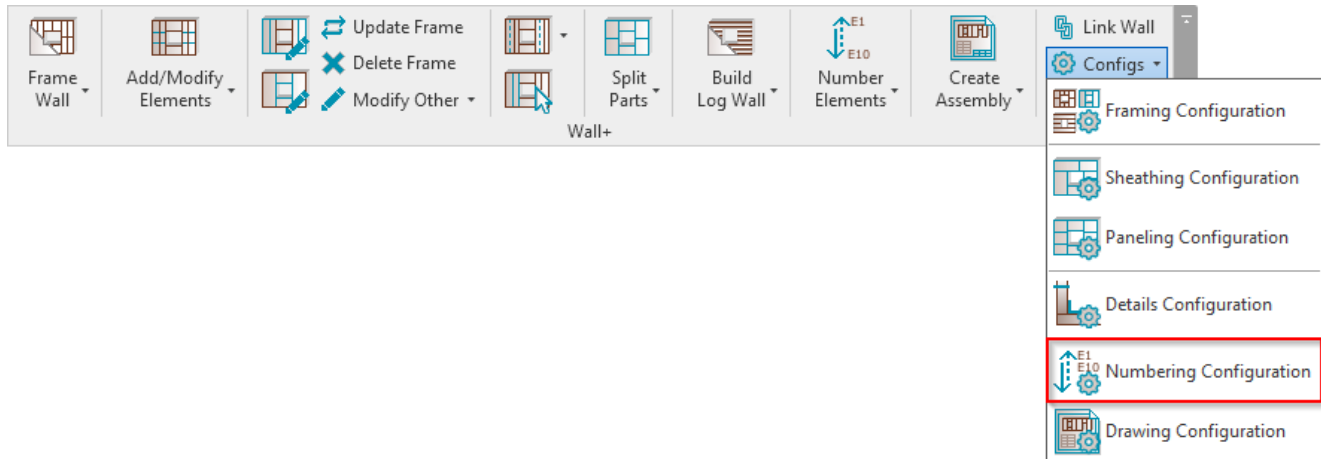 Frame
Wall
Add/Modify
Elements
Update Frame
Delete Frame
Modify Other
Split
Parts
Build
Log Wall
E1
E10
Number
Elements
Create
Assembly
Link Wall
Configs
Wall+
Framing Configuration
Sheathing Configuration
Paneling Configuration
Details Configuration
E1
E10
Numbering Configuration
Drawing Configuration